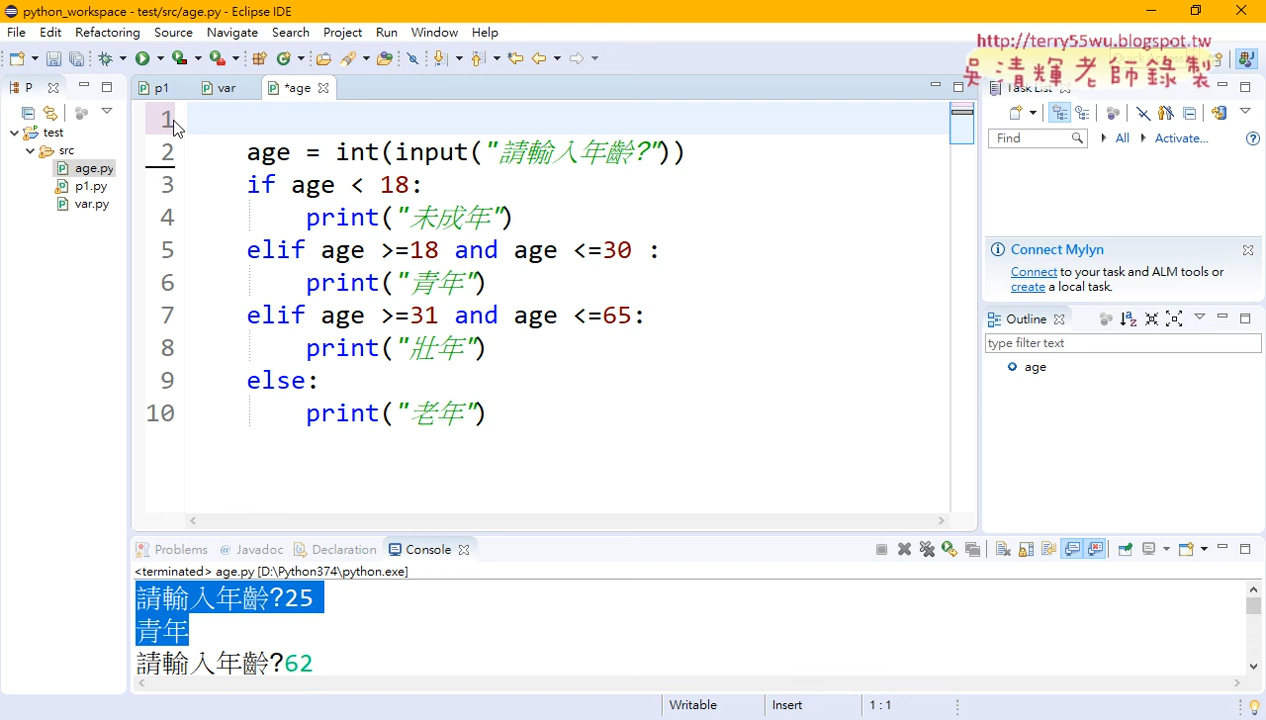 python_workspace - test/src/age.py - Eclipse IDE
File Edit Refactoring Source Navigate Search Project Run Window Help
http://terry55wu.blogspot.tw
吳清輝老師錄製
P
p1 var *age
Task List
test
src
age.py
p1.py
var.py
1
2 age = int(input("請輸入年齡?"))
3 if age < 18:
4 print("未成年")
5 elif age >=18 and age <=30 :
6 print("青年")
7 elif age >=31 and age <=65:
8 print("壯年")
9 else:
10 print("老年")
Find All Activate...
Connect Mylyn
Connect to your task and ALM tools or
create a local task.
Outline
type filter text
age
Problems @ Javadoc Declaration Console
<terminated> age.py [D:\Python374\python.exe]
請輸入年齡?25
青年
請輸入年齡?62
Writable Insert 1 : 1